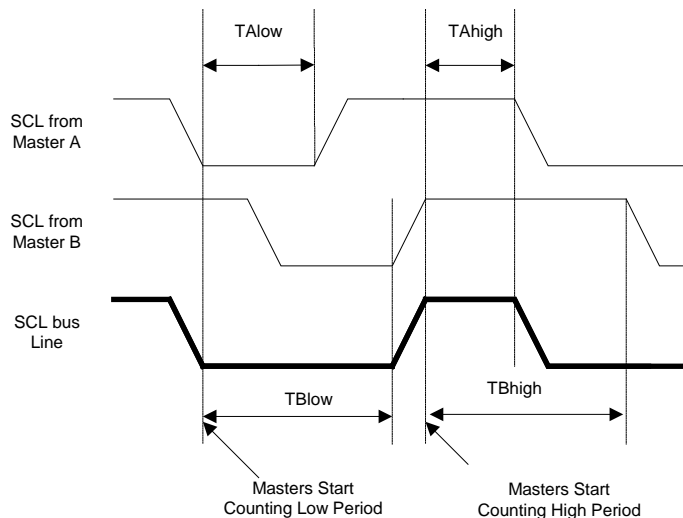 TAlow
TAhigh
SCL from
Master A
SCL from
Master B
SCL bus
Line
TBlow
TBhigh
Masters Start
Counting Low Period
Masters Start
Counting High Period